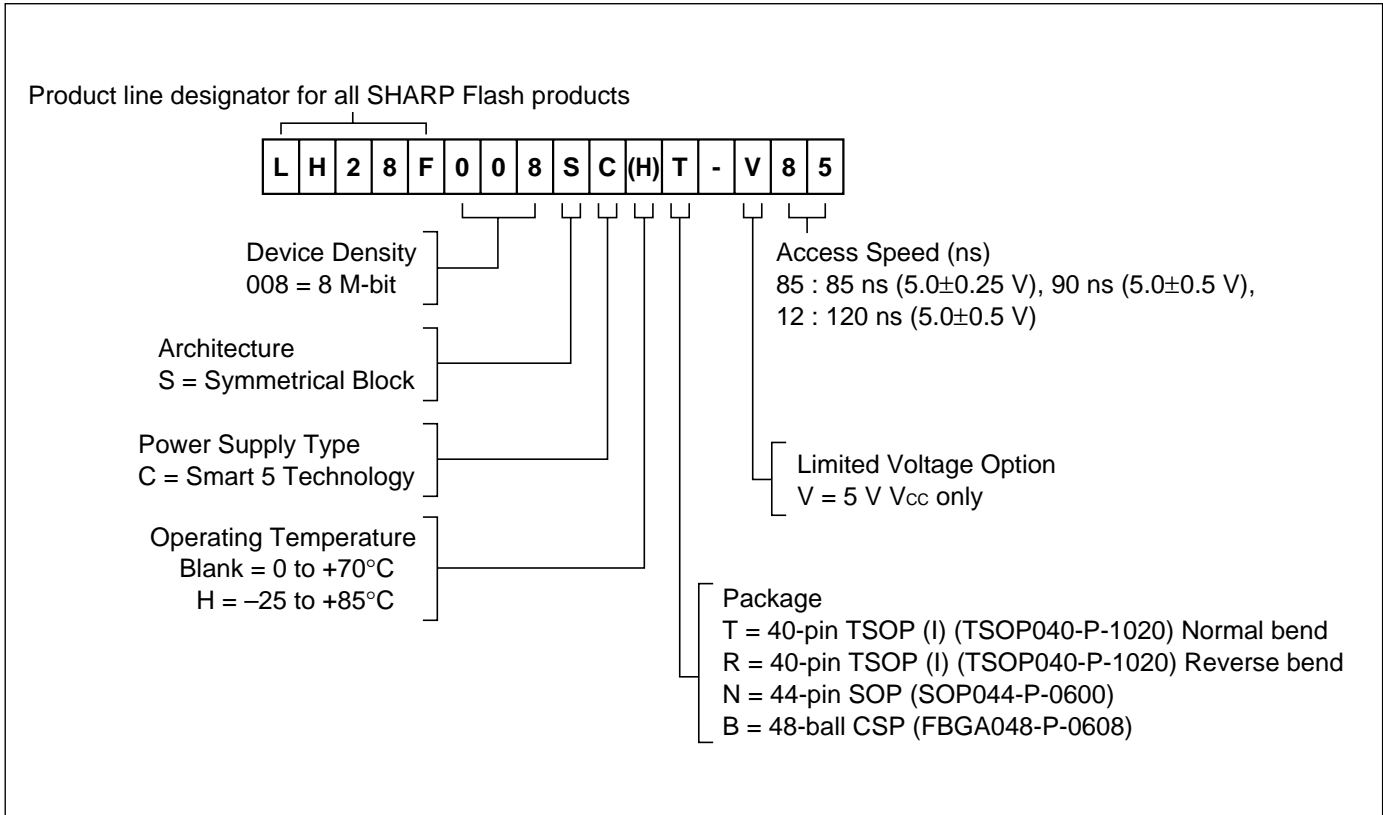 Product line designator for all SHARP Flash products
L H 2 8 F 0 0 8 S C (H) T - V 8 5
Device Density
008 = 8 M-bit
Access Speed (ns)
85 : 85 ns (5.0±0.25 V), 90 ns (5.0±0.5 V),
12 : 120 ns (5.0±0.5 V)
Architecture
S = Symmetrical Block
Power Supply Type
C = Smart 5 Technology
Limited Voltage Option
V = 5 V VCC only
Operating Temperature
Blank = 0 to +70°C
H = –25 to +85°C
Package
T = 40-pin TSOP (I) (TSOP040-P-1020) Normal bend
R = 40-pin TSOP (I) (TSOP040-P-1020) Reverse bend
N = 44-pin SOP (SOP044-P-0600)
B = 48-ball CSP (FBGA048-P-0608)